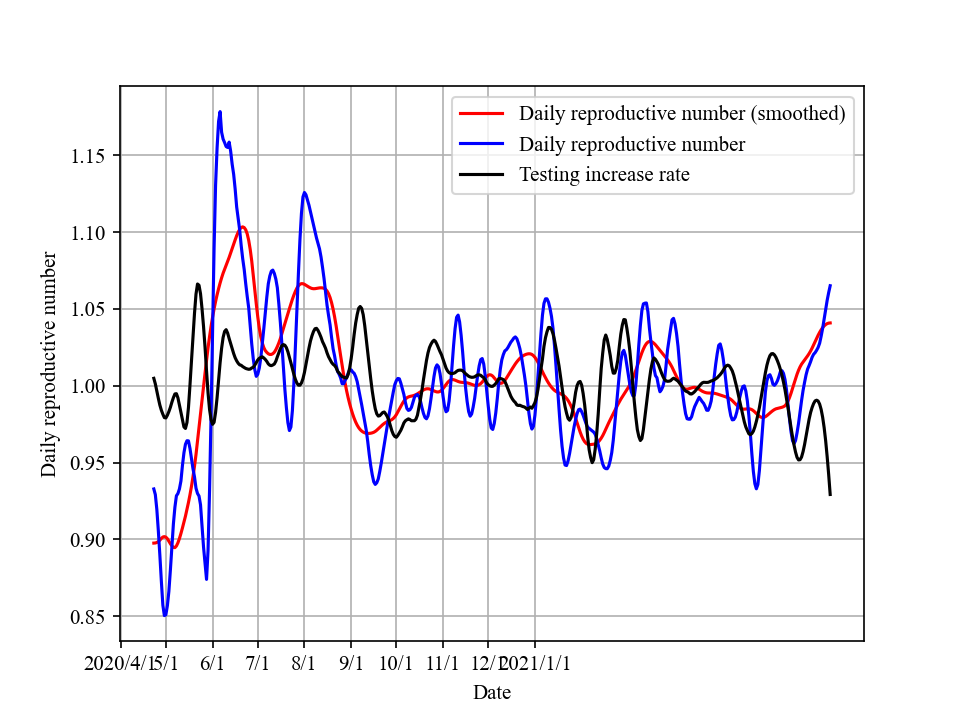 Daily reproductive number (smoothed)
Daily reproductive number
Testing increase rate
Daily reproductive number
1.15
1.10
1.05
1.00
0.95
0.90
0.85
2020/4/1 5/1 6/1 7/1 8/1 9/1 10/1 11/1 12/1 2021/1/1
Date